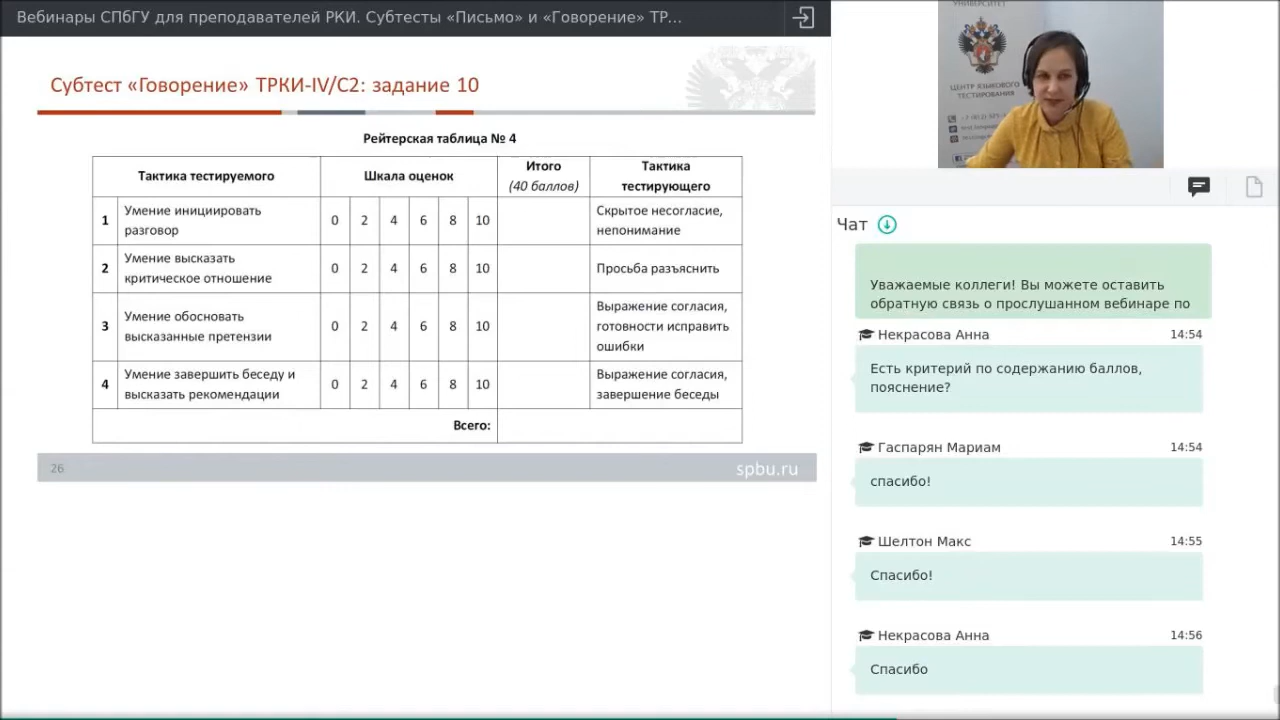 Вебинары СПбГУ для преподавателей РКИ. Субтесты «Письмо» и «Говорение» ТР...
Субтест «Говорение» ТРКИ-IV/С2: задание 10
Рейтерская таблица № 4
Тактика тестируемого
Шкала оценок
Итого
(40 баллов)
Тактика
тестирующего
1
Умение инициировать
разговор
0 2 4 6 8 10
Скрытое несогласие,
непонимание
2
Умение высказать
критическое отношение
0 2 4 6 8 10
Просьба разъяснить
3
Умение обосновать
высказанные претензии
0 2 4 6 8 10
Выражение согласия,
готовности исправить
ошибки
4
Умение завершить беседу и
высказать рекомендации
0 2 4 6 8 10
Выражение согласия,
завершение беседы
Всего:
26
spbu.ru
УНИВЕРСИТЕТ
ЦЕНТР ЯЗЫКОВОГО
ТЕСТИРОВАНИЯ
Чат
Уважаемые коллеги! Вы можете оставить
обратную связь о прослушанном вебинаре по
Некрасова Анна 14:54
Есть критерий по содержанию баллов,
пояснение?
Гаспарян Мариам 14:54
спасибо!
Шелтон Макс 14:55
Спасибо!
Некрасова Анна 14:56
Спасибо